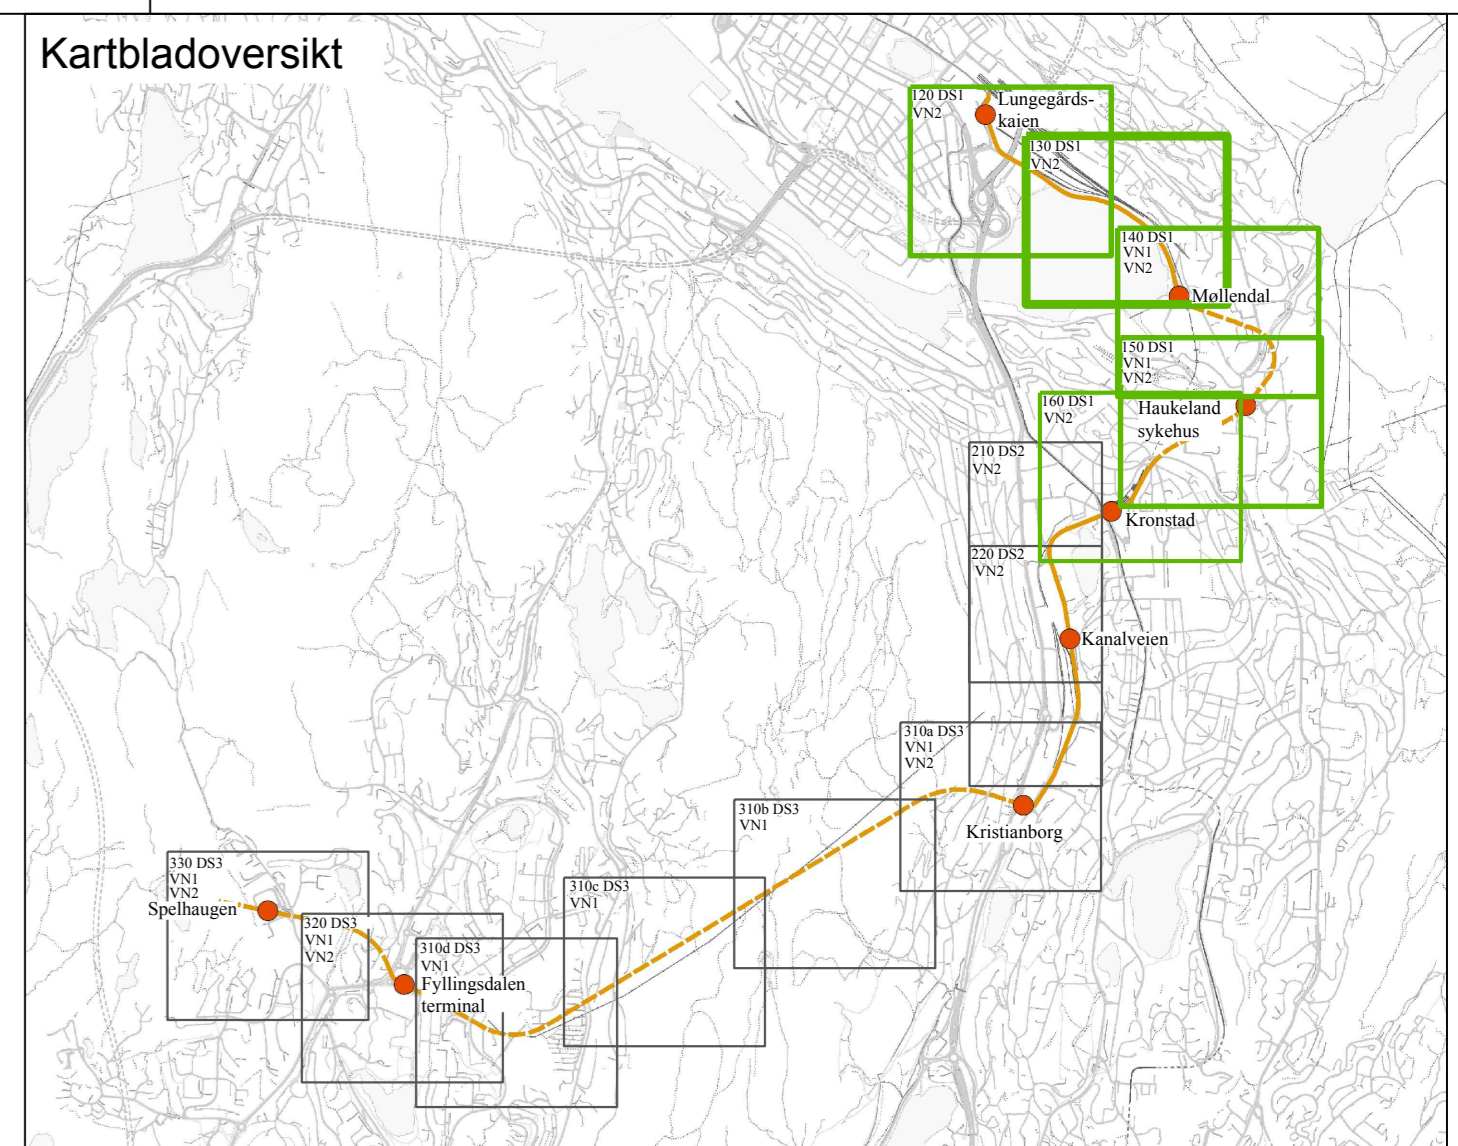 Kartbladoversikt
120 DS1
VN2
Lungegårds-
kaien
130 DS1
VN2
140 DS1
VN1
VN2
Møllendal
150 DS1
VN1
VN2
160 DS1
VN2
Haukeland
sykehus
210 DS2
VN2
Kronstad
220 DS2
VN2
Kanalveien
310a DS3
VN1
VN2
310b DS3
VN1
Kristianborg
330 DS3
VN1
VN2
Spelhaugen
310c DS3
VN1
320 DS3
VN1
VN2
310d DS3
VN1
Fyllingsdalen
terminal